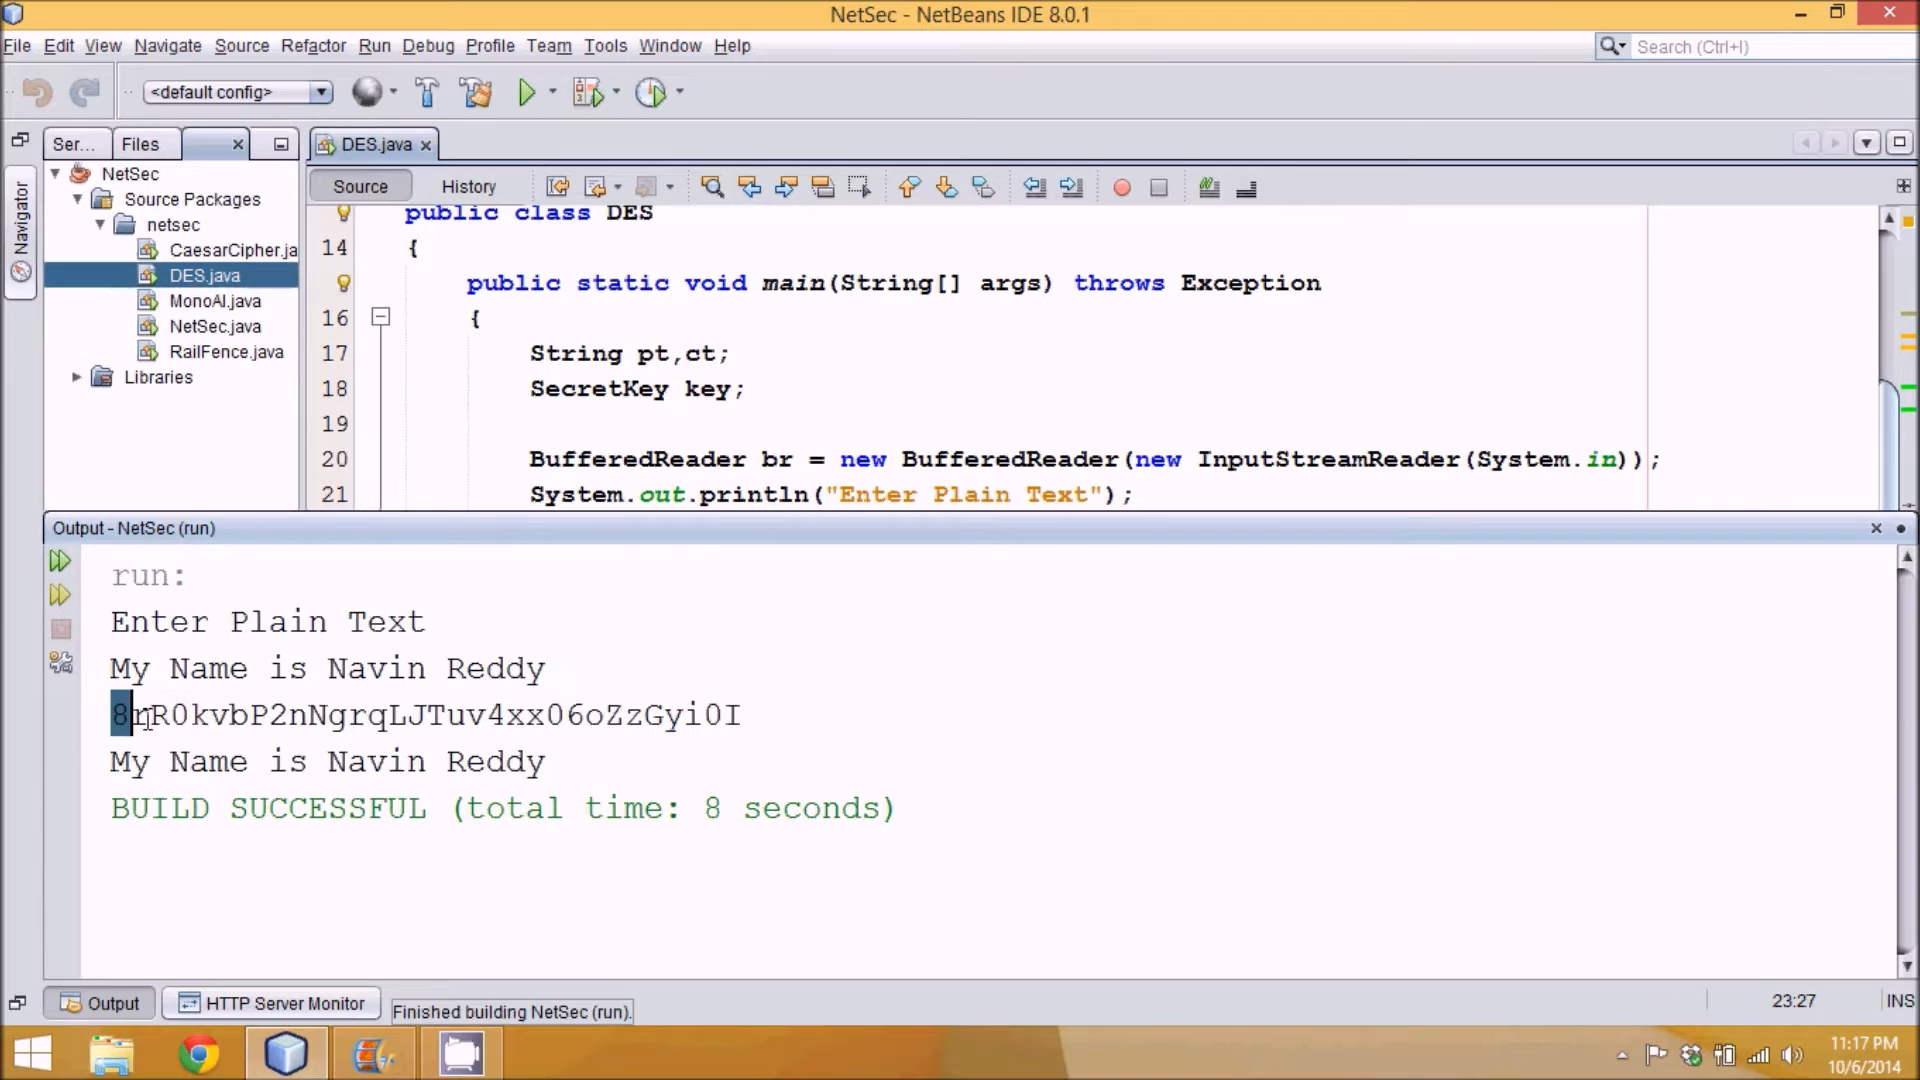 NetSec - NetBeans IDE 8.0.1
File Edit View Navigate Source Refactor Run Debug Profile Team Tools Window Help
Search (Ctrl+I)
<default config>
Ser... Files
DES.java
Navigator
NetSec
Source Packages
netsec
CaesarCipher.ja
DES.java
MonoAl.java
NetSec.java
RailFence.java
Libraries
Source History
public class DES
14 {
public static void main(String[] args) throws Exception
16 {
17 String pt,ct;
18 SecretKey key;
19
20 BufferedReader br = new BufferedReader(new InputStreamReader(System.in));
21 System.out.println("Enter Plain Text");
Output - NetSec (run)
run:
Enter Plain Text
My Name is Navin Reddy
8rR0kvbP2nNgrqLJTuv4xx06oZzGyi0I
My Name is Navin Reddy
BUILD SUCCESSFUL (total time: 8 seconds)
Output HTTP Server Monitor Finished building NetSec (run). 23:27 INS
11:17 PM
10/6/2014